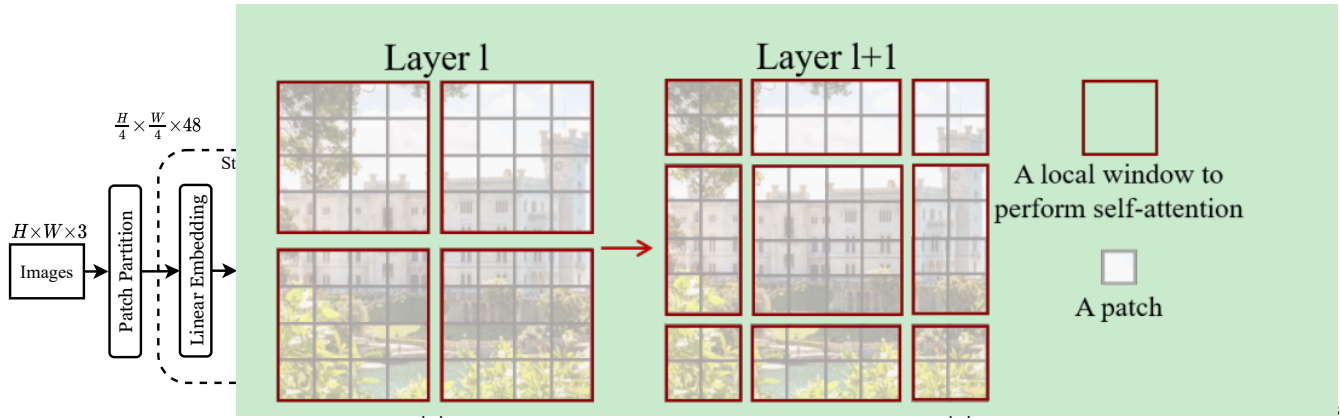 Layer l
Layer l+1
H/4 × W/4 × 48
St
A local window to
perform self-attention
H×W×3
Images
Patch Partition
Linear Embedding
A patch